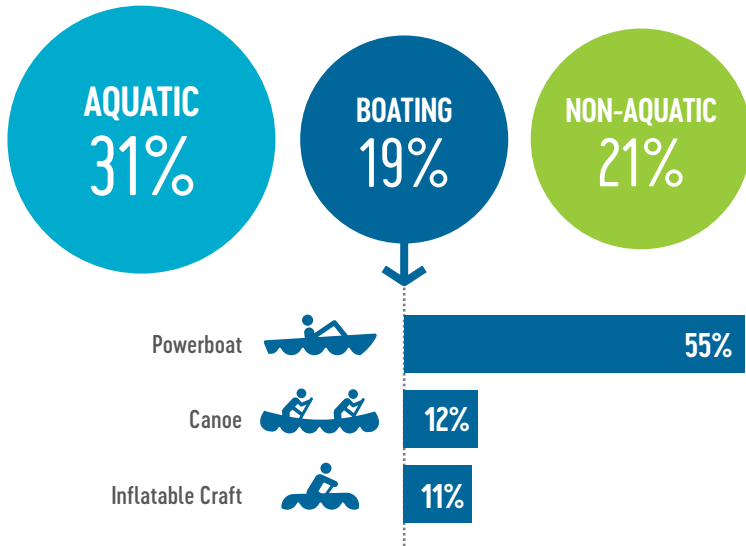 AQUATIC
31%
BOATING
19%
NON-AQUATIC
21%
Powerboat
55%
Canoe
12%
Inflatable Craft
11%